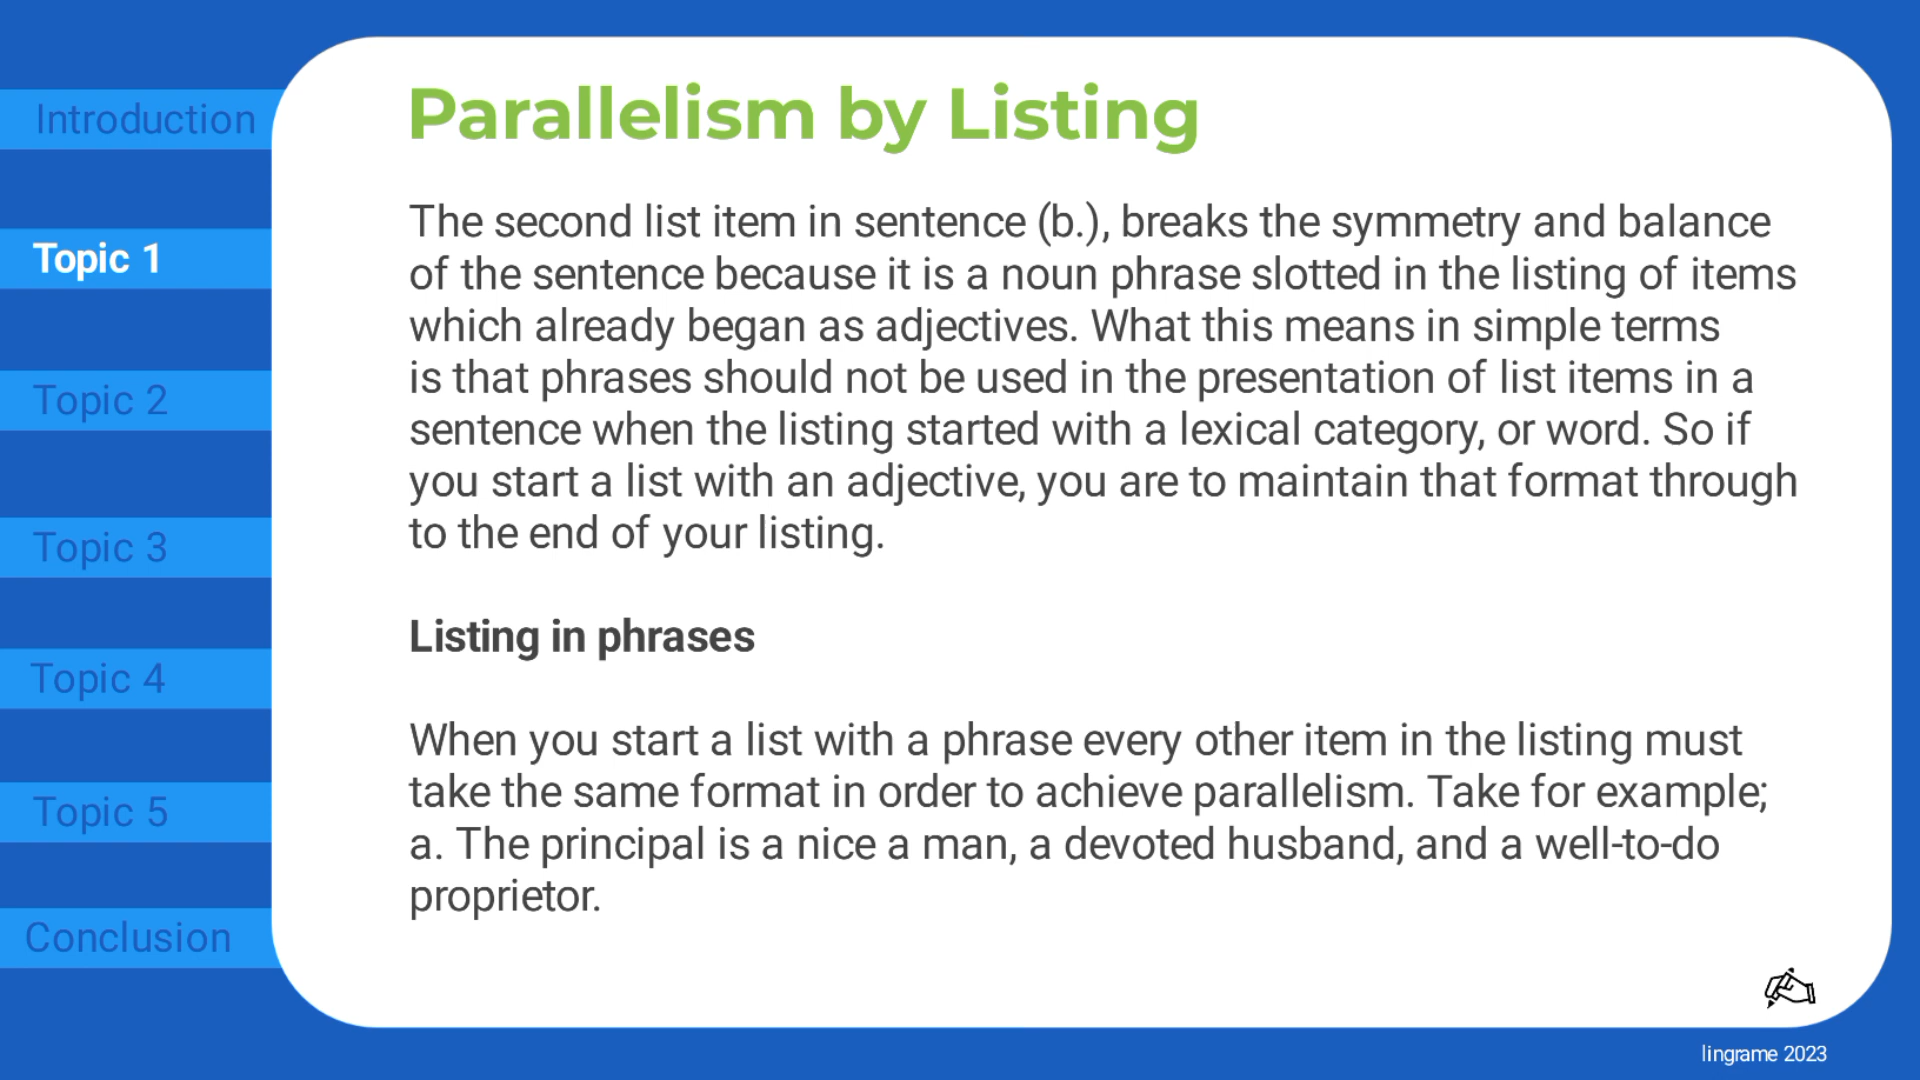 Introduction
Topic 1
Topic 2
Topic 3
Topic 4
Topic 5
Conclusion
Parallelism by Listing
The second list item in sentence (b.), breaks the symmetry and balance
of the sentence because it is a noun phrase slotted in the listing of items
which already began as adjectives. What this means in simple terms
is that phrases should not be used in the presentation of list items in a
sentence when the listing started with a lexical category, or word. So if
you start a list with an adjective, you are to maintain that format through
to the end of your listing.
Listing in phrases
When you start a list with a phrase every other item in the listing must
take the same format in order to achieve parallelism. Take for example;
a. The principal is a nice a man, a devoted husband, and a well-to-do
proprietor.
lingrame 2023